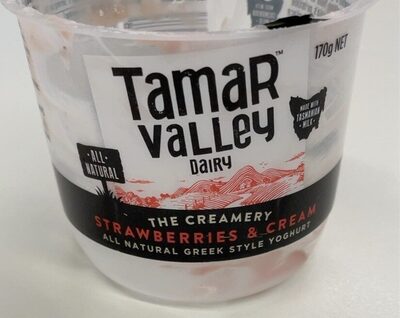 TAMAR™
VALLEY
DAIRY
170g NET
MADE WITH
TASMANIAN
MILK
·ALL·
NATURAL
THE CREAMERY
STRAWBERRIES & CREAM
ALL NATURAL GREEK STYLE YOGHURT